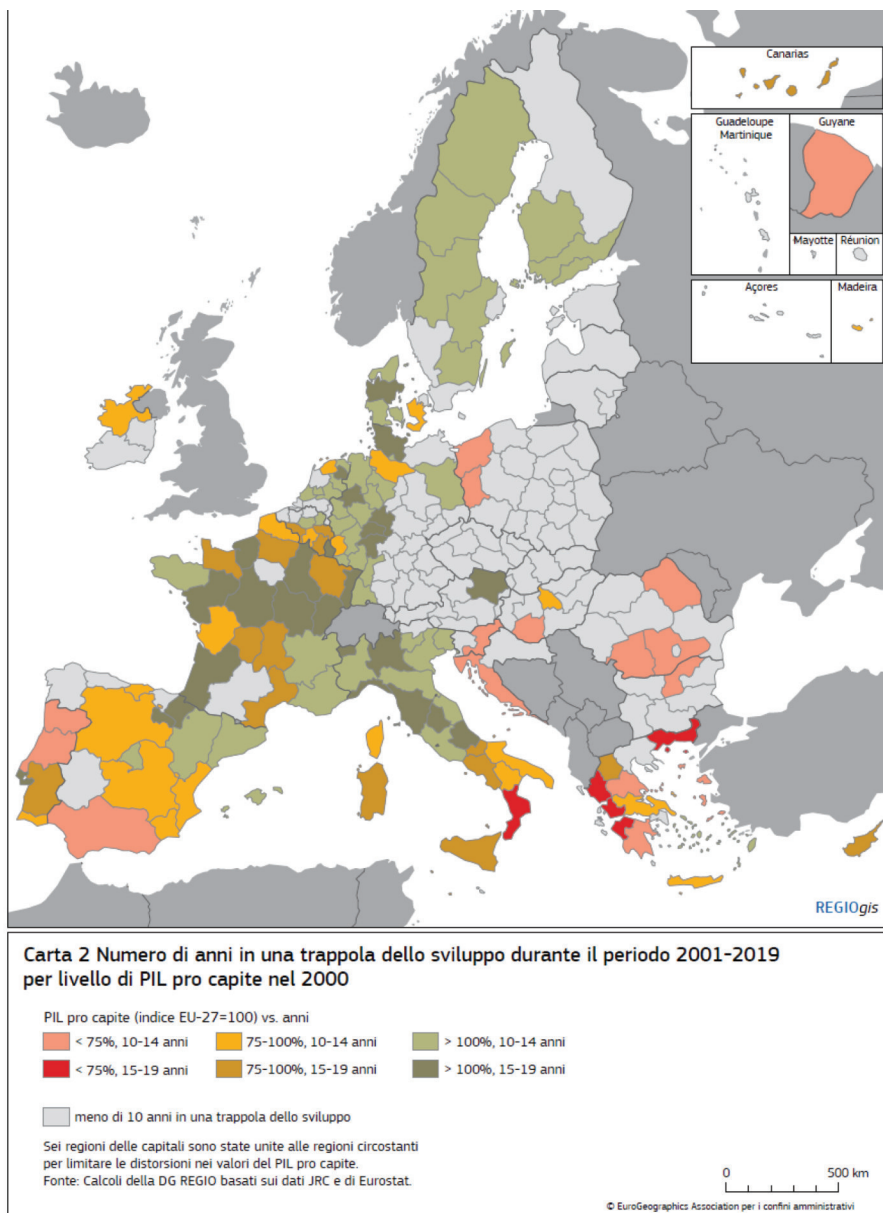 Canarias
Guadeloupe
Martinique
Guyane
Mayotte
Réunion
Açores
Madeira
REGIOgis
Carta 2 Numero di anni in una trappola dello sviluppo durante il periodo 2001-2019
per livello di PIL pro capite nel 2000
PIL pro capite (indice EU-27=100) vs. anni
< 75%, 10-14 anni
75-100%, 10-14 anni
> 100%, 10-14 anni
< 75%, 15-19 anni
75-100%, 15-19 anni
> 100%, 15-19 anni
meno di 10 anni in una trappola dello sviluppo
Sei regioni delle capitali sono state unite alle regioni circostanti
per limitare le distorsioni nei valori del PIL pro capite.
Fonte: Calcoli della DG REGIO basati sui dati JRC e di Eurostat.
0 500 km
© EuroGeographics Association per i confini amministrativi